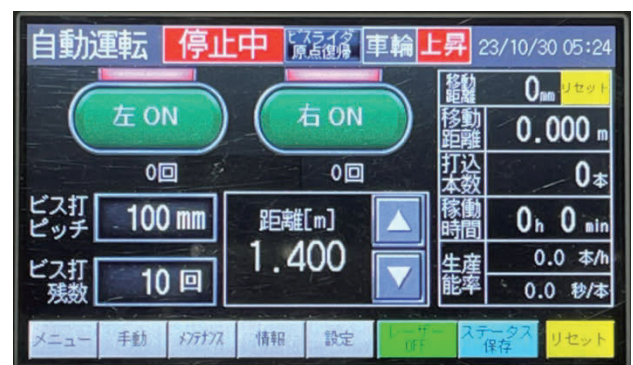 自動運転 停止中 ビスライダ 原点復帰 車輪 上昇 23/10/30 05:24
左 ON
右 ON
0回
0回
ビス打
ピッチ
100 mm
ビス打
残数
10 回
距離[m]
1.400
▲
▼
移動
距離
0mm
リセット
移動
距離
0.000 m
打込
本数
0本
稼働
時間
0h 0 min
生産
能率
0.0 本/h
0.0 秒/本
メニュー
手動
メンテナンス
情報
設定
レーザー
OFF
ステータス
保存
リセット